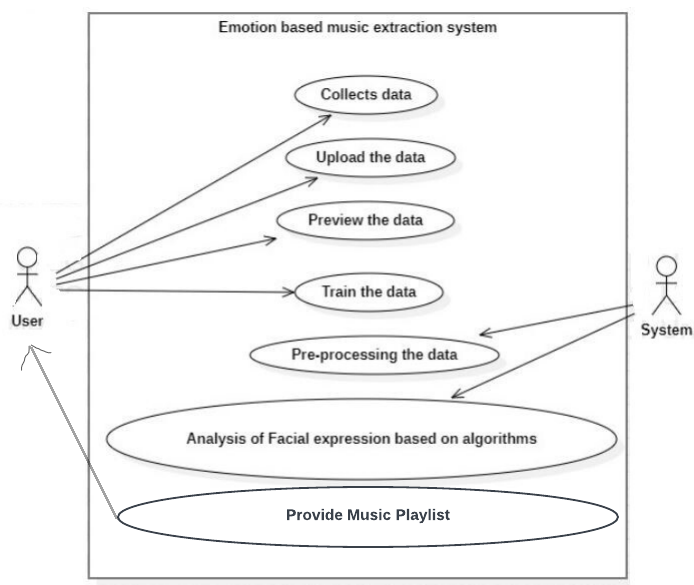 Emotion based music extraction system
Collects data
Upload the data
Preview the data
Train the data
User
System
Pre-processing the data
Analysis of Facial expression based on algorithms
Provide Music Playlist